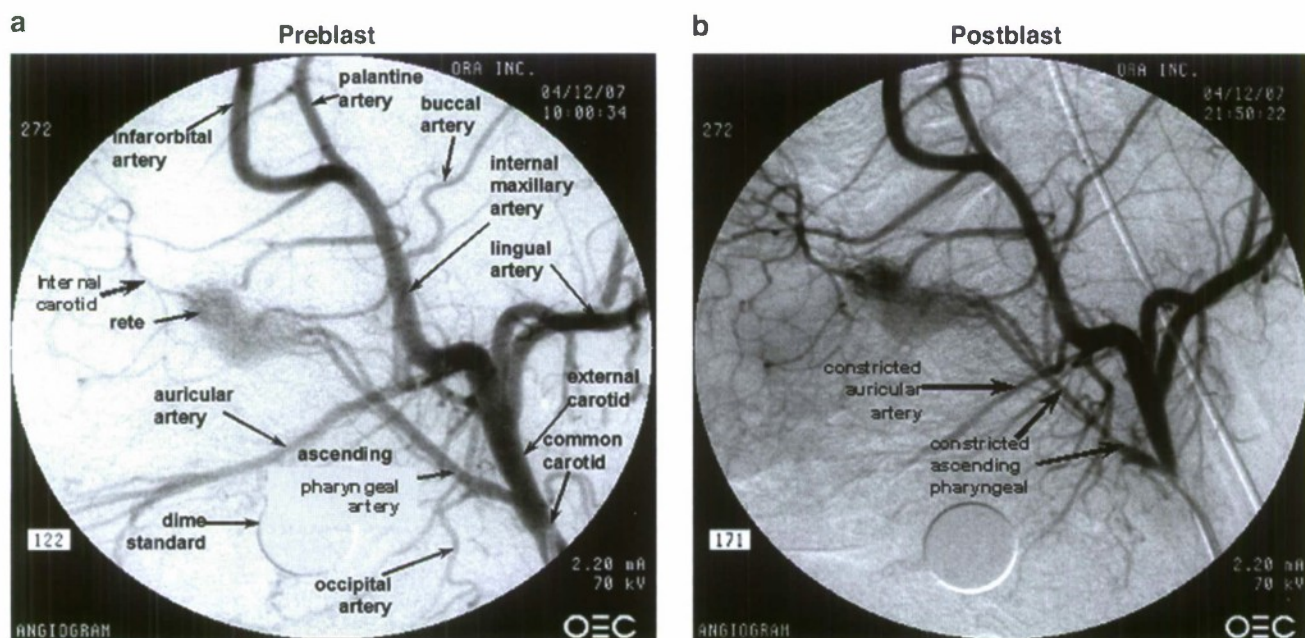 a
Preblast
ORA INC.
04/12/07
10:00:34
272
palantine
artery
buccal
artery
infarorbital
artery
internal
maxillary
artery
lingual
artery
Internal
carotid
rete
auricular
artery
external
carotid
ascending
pharyngeal
artery
common
carotid
dime
standard
122
occipital
artery
2.20 mA
70 kV
ANGIOGRAM
OEC
b
Postblast
ORA INC.
04/12/07
21:50:22
272
constricted
auricular
artery
constricted
ascending
pharyngeal
171
2.20 mA
70 kV
ANGIOGRAM
OEC